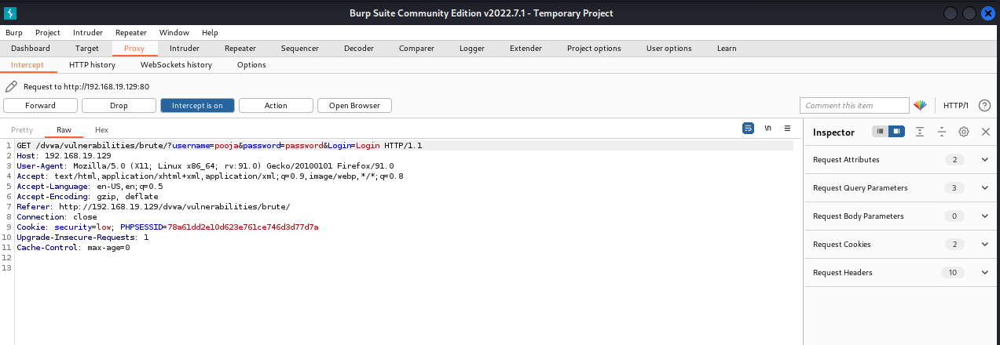 Burp Suite Community Edition v2022.7.1 - Temporary Project
Burp Project Intruder Repeater Window Help
Dashboard Target Proxy Intruder Repeater Sequencer Decoder Comparer Logger Extender Project options User options Learn
Intercept HTTP history WebSockets history Options
Request to http://192.168.19.129:80
Forward Drop Intercept is on Action Open Browser Comment this item HTTP/1 ?
Pretty Raw Hex \n
1 GET /dvwa/vulnerabilities/brute/?username=pooja&password=password&Login=Login HTTP/1.1
2 Host: 192.168.19.129
3 User-Agent: Mozilla/5.0 (X11; Linux x86_64; rv:91.0) Gecko/20100101 Firefox/91.0
4 Accept: text/html,application/xhtml+xml,application/xml;q=0.9,image/webp,*/*;q=0.8
5 Accept-Language: en-US,en;q=0.5
6 Accept-Encoding: gzip, deflate
7 Referer: http://192.168.19.129/dvwa/vulnerabilities/brute/
8 Connection: close
9 Cookie: security=low; PHPSESSID=78a61dd2e10d623e761ce746d3d77d7a
10 Upgrade-Insecure-Requests: 1
11 Cache-Control: max-age=0
12
13
Inspector
Request Attributes 2
Request Query Parameters 3
Request Body Parameters 0
Request Cookies 2
Request Headers 10